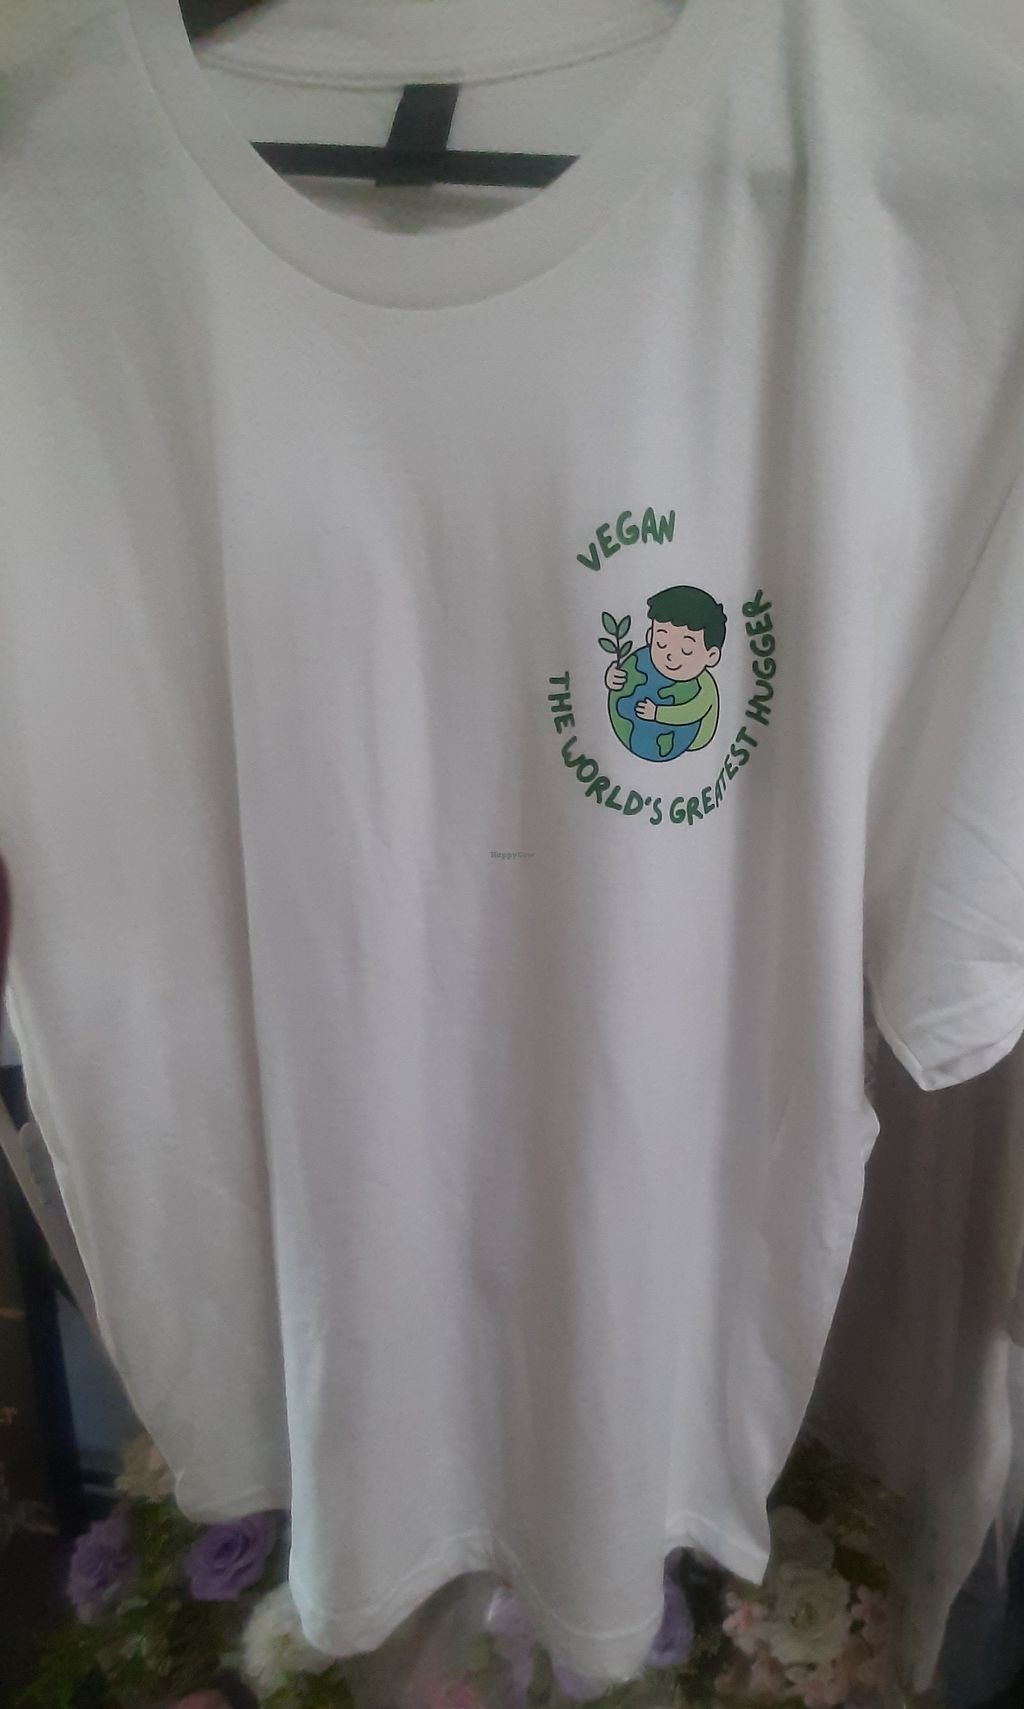 VEGAN
THE WORLD'S GREATEST HUGGER
HappyCow